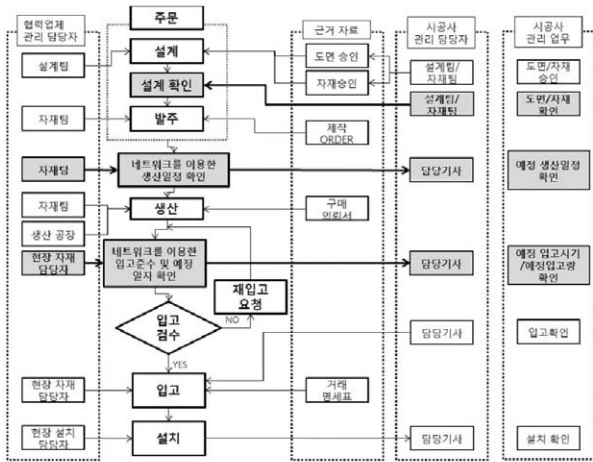 협력업체
관리 담당자
주문
근거 자료
시공사
관리 담당자
시공사
관리 업무
설계팀
설계
도면 승인
자재승인
설계팀/
자재팀
도면/자재
승인
설계 확인
설계팀/
자재팀
도면/자재
확인
자재팀
발주
제작
ORDER
자재팀
네트워크를 이용한
생산일정 확인
담당기사
예정 생산일정
확인
자재팀
생산 공장
생산
구매
의뢰서
현장 자재
담당자
네트워크를 이용한
입고준수 및 예정
일자 확인
담당기사
예정 입고시기
/예정입고량
확인
재입고
요청
입고
검수
NO
YES
담당기사
입고확인
현장 자재
담당자
입고
거래
명세표
현장 설치
담당자
설치
담당기사
설치 확인